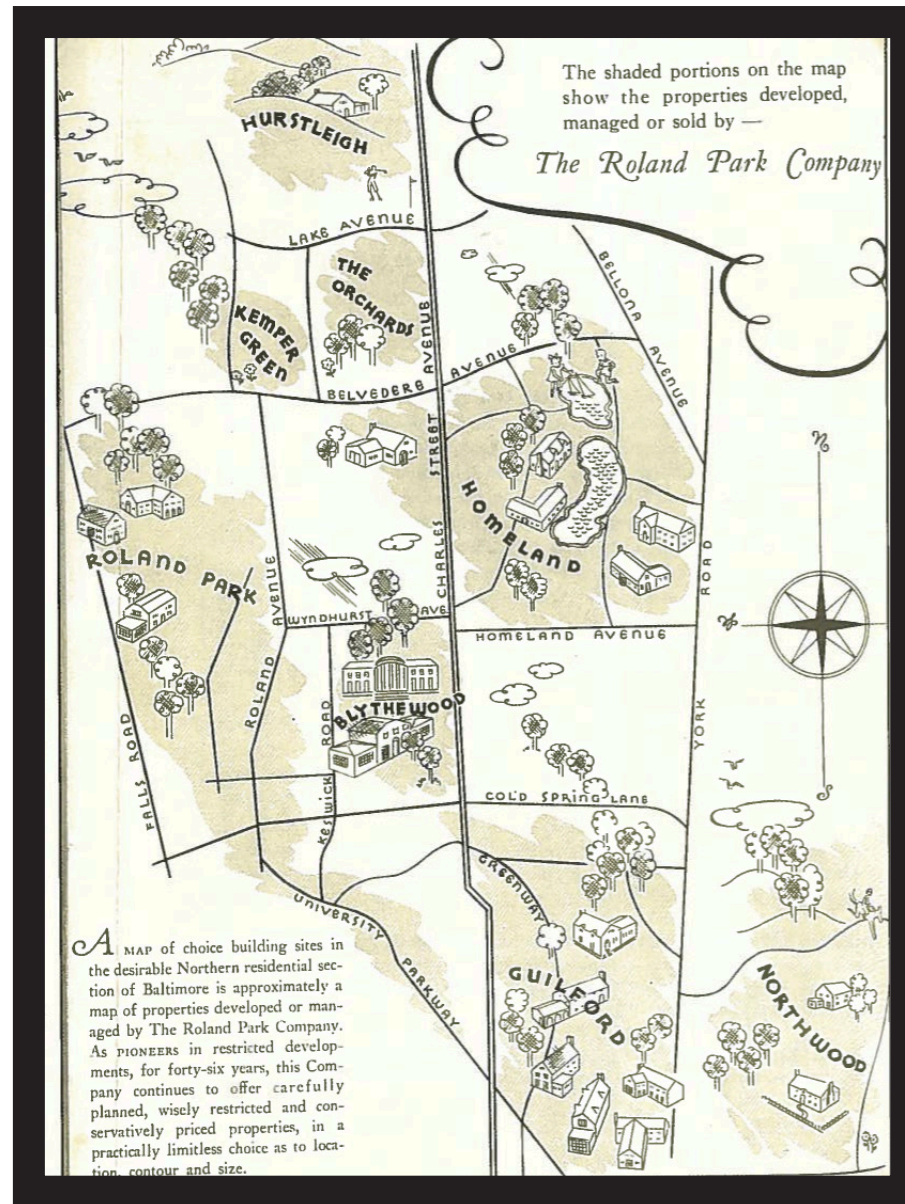 The shaded portions on the map
show the properties developed,
managed or sold by —
The Roland Park Company
HURSTLEIGH
LAKE AVENUE
THE
ORCHARDS
KEMPER
GREEN
BELLONA
AVENUE
BELVEDERE
AVENUE
AVENUE
STREET
CHARLES
HOMELAND
ROLAND PARK
AVENUE
ROLAND
WYNDHURST
AVE.
HOMELAND AVENUE
ROAD
YORK
N
S
BLYTHEWOOD
ROAD
KESWICK
FALLS ROAD
COLD SPRING LANE
GREENWAY
UNIVERSITY
PARKWAY
GUILFORD
NORTHWOOD
A MAP of choice building sites in
the desirable Northern residential sec-
tion of Baltimore is approximately a
map of properties developed or man-
aged by The Roland Park Company.
As PIONEERS in restricted develop-
ments, for forty-six years, this Com-
pany continues to offer carefully
planned, wisely restricted and con-
servatively priced properties, in a
practically limitless choice as to loca-
tion, contour and size.